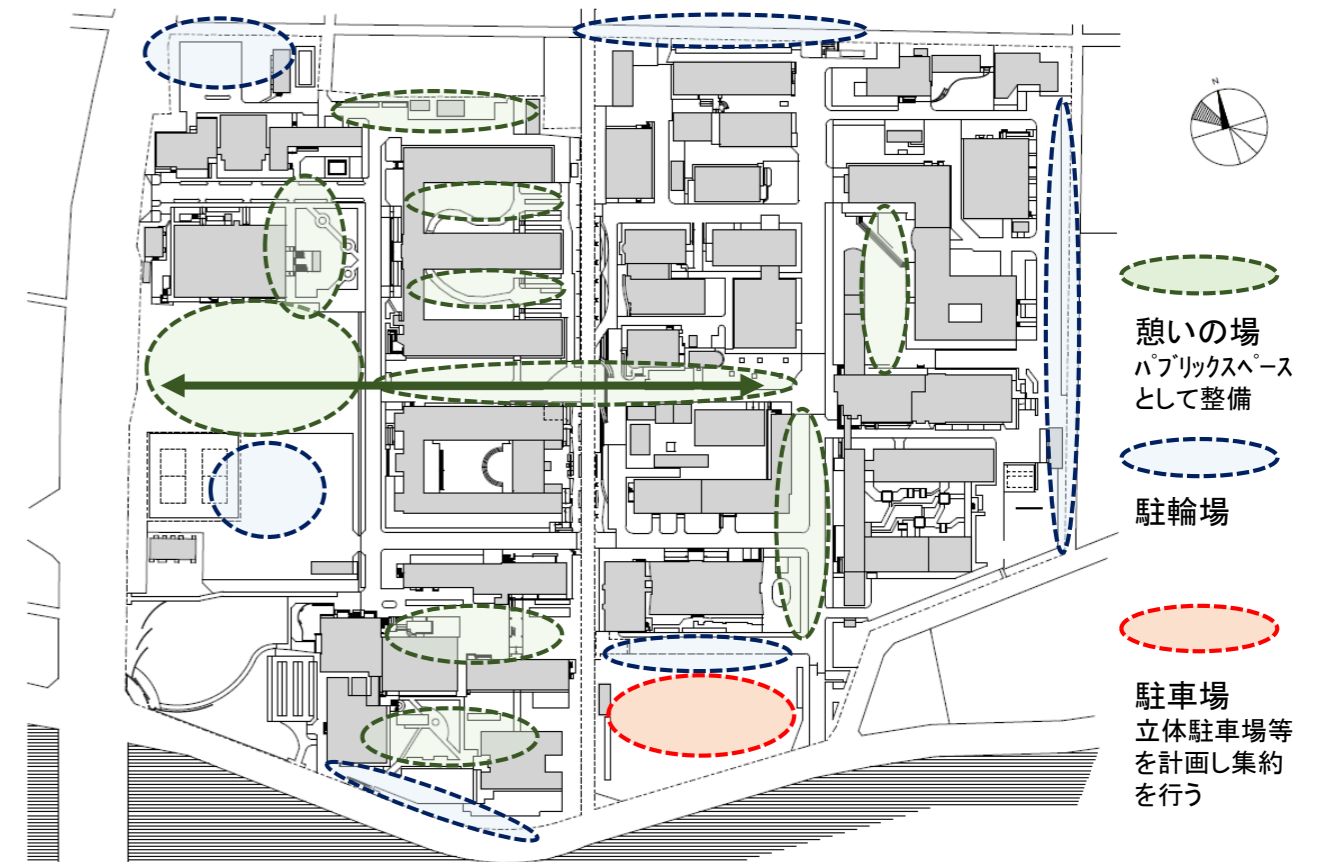 N
憩いの場
パブリックスペース
として整備
駐輪場
駐車場
立体駐車場等
を計画し集約
を行う